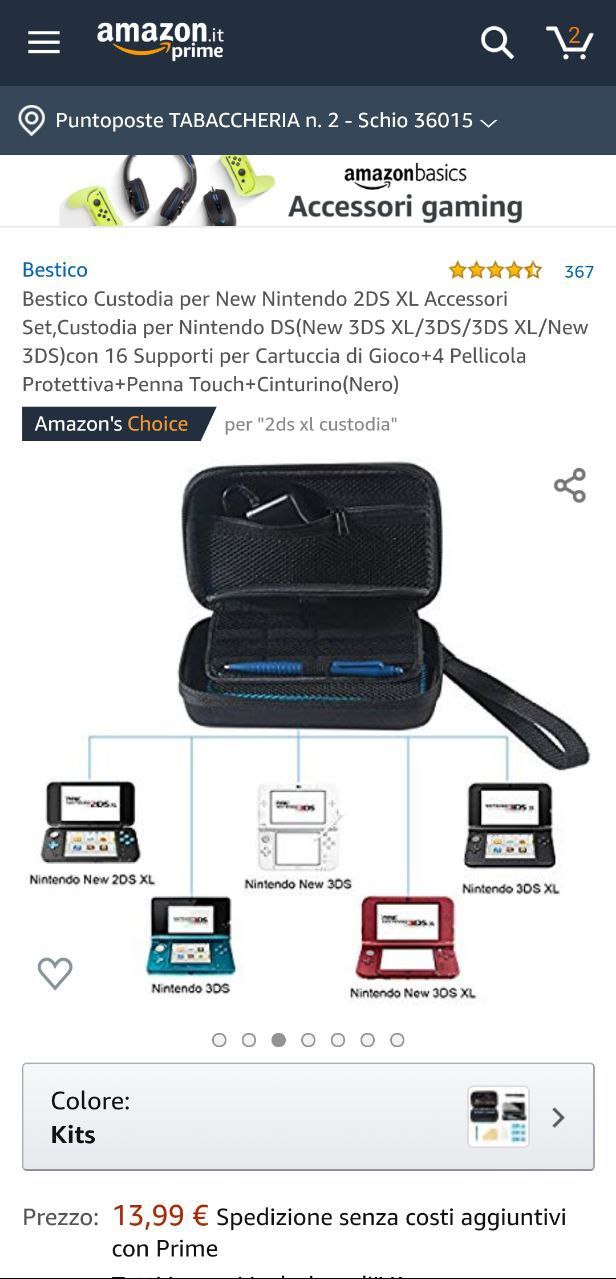 amazon.it
prime
2
Puntoposte TABACCHERIA n. 2 - Schio 36015
amazonbasics
Accessori gaming
Bestico
367
Bestico Custodia per New Nintendo 2DS XL Accessori
Set,Custodia per Nintendo DS(New 3DS XL/3DS/3DS XL/New
3DS)con 16 Supporti per Cartuccia di Gioco+4 Pellicola
Protettiva+Penna Touch+Cinturino(Nero)
Amazon's Choice per "2ds xl custodia"
Nintendo New 2DS XL
Nintendo New 3DS
Nintendo 3DS XL
Nintendo 3DS
Nintendo New 3DS XL
Colore:
Kits
Prezzo: 13,99 € Spedizione senza costi aggiuntivi
con Prime